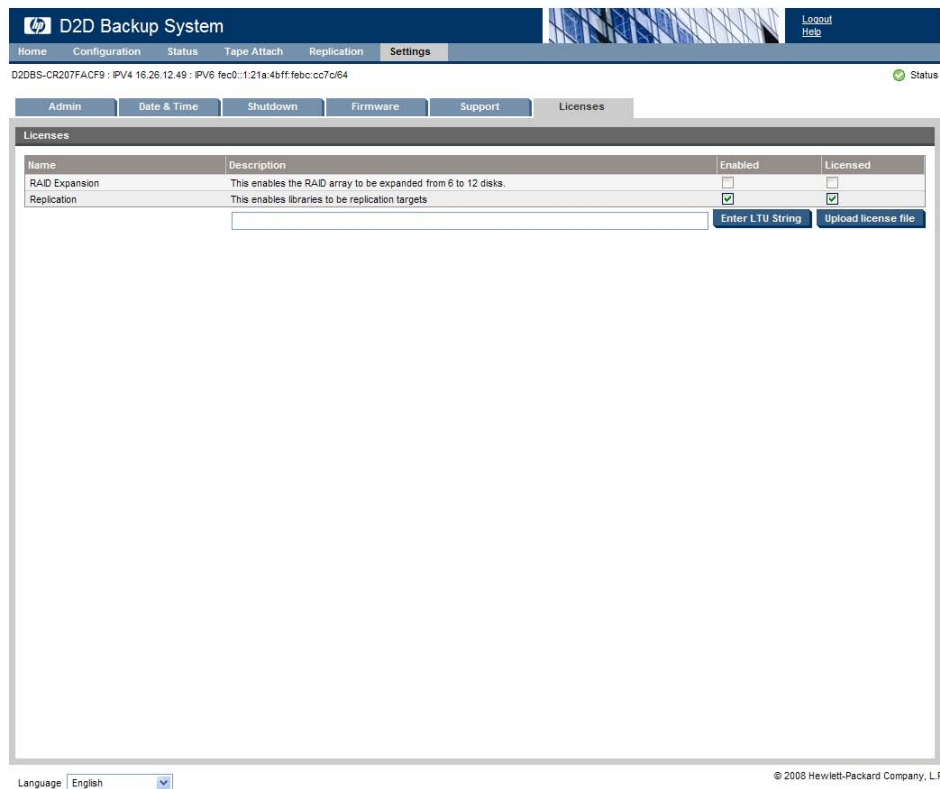 hp D2D Backup System
Logout
Help
Home Configuration Status Tape Attach Replication Settings
D2DBS-CR207FACF9 : IPV4 16.26.12.49 : IPV6 fec0::1:21a:4bff:febc:cc7c/64 Status
Admin Date & Time Shutdown Firmware Support Licenses
Licenses
Name Description Enabled Licensed
RAID Expansion This enables the RAID array to be expanded from 6 to 12 disks.
Replication This enables libraries to be replication targets
Enter LTU String Upload license file
Language English © 2008 Hewlett-Packard Company, L.P